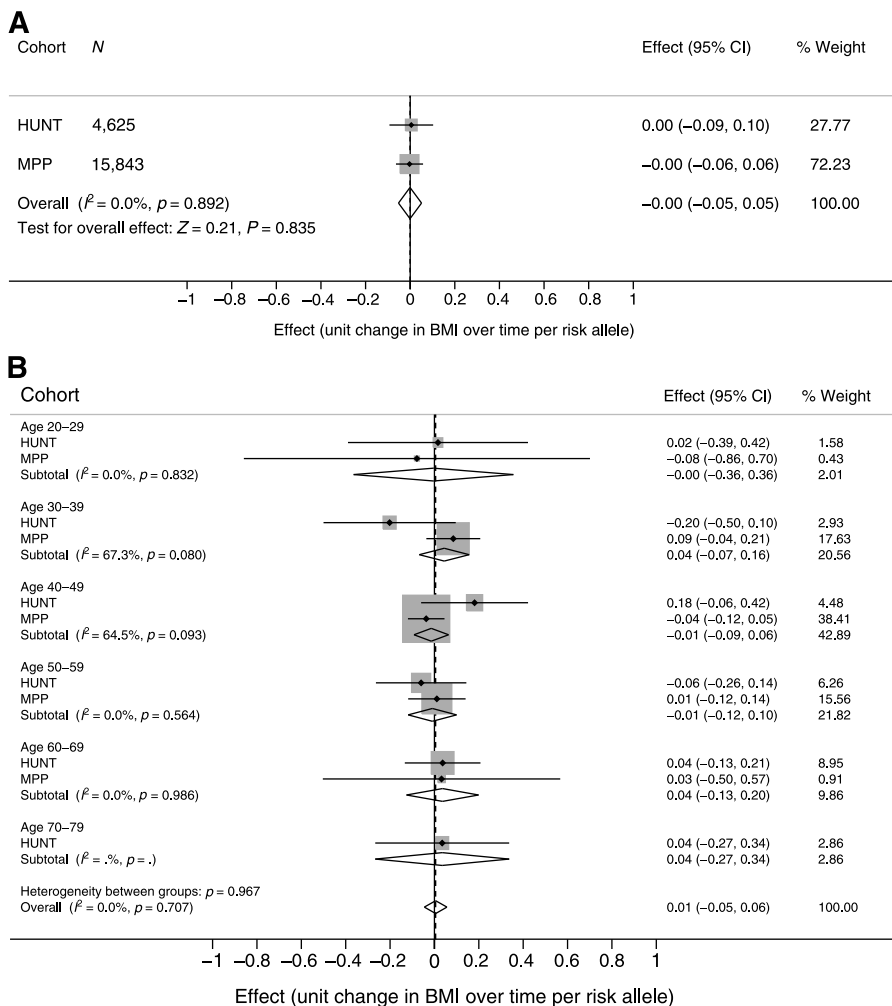 A
Cohort N Effect (95% CI) % Weight
HUNT 4,625 0.00 (−0.09, 0.10) 27.77
MPP 15,843 −0.00 (−0.06, 0.06) 72.23
Overall (I² = 0.0%, p = 0.892) −0.00 (−0.05, 0.05) 100.00
Test for overall effect: Z = 0.21, P = 0.835
−1 −0.8 −0.6 −0.4 −0.2 0 0.2 0.4 0.6 0.8 1
Effect (unit change in BMI over time per risk allele)
B
Cohort Effect (95% CI) % Weight
Age 20–29
HUNT 0.02 (−0.39, 0.42) 1.58
MPP −0.08 (−0.86, 0.70) 0.43
Subtotal (I² = 0.0%, p = 0.832) −0.00 (−0.36, 0.36) 2.01
Age 30–39
HUNT −0.20 (−0.50, 0.10) 2.93
MPP 0.09 (−0.04, 0.21) 17.63
Subtotal (I² = 67.3%, p = 0.080) 0.04 (−0.07, 0.16) 20.56
Age 40–49
HUNT 0.18 (−0.06, 0.42) 4.48
MPP −0.04 (−0.12, 0.05) 38.41
Subtotal (I² = 64.5%, p = 0.093) −0.01 (−0.09, 0.06) 42.89
Age 50–59
HUNT −0.06 (−0.26, 0.14) 6.26
MPP 0.01 (−0.12, 0.14) 15.56
Subtotal (I² = 0.0%, p = 0.564) −0.01 (−0.12, 0.10) 21.82
Age 60–69
HUNT 0.04 (−0.13, 0.21) 8.95
MPP 0.03 (−0.50, 0.57) 0.91
Subtotal (I² = 0.0%, p = 0.986) 0.04 (−0.13, 0.20) 9.86
Age 70–79
HUNT 0.04 (−0.27, 0.34) 2.86
Subtotal (I² = .%, p = .) 0.04 (−0.27, 0.34) 2.86
Heterogeneity between groups: p = 0.967
Overall (I² = 0.0%, p = 0.707) 0.01 (−0.05, 0.06) 100.00
−1 −0.8 −0.6 −0.4 −0.2 0 0.2 0.4 0.6 0.8 1
Effect (unit change in BMI over time per risk allele)